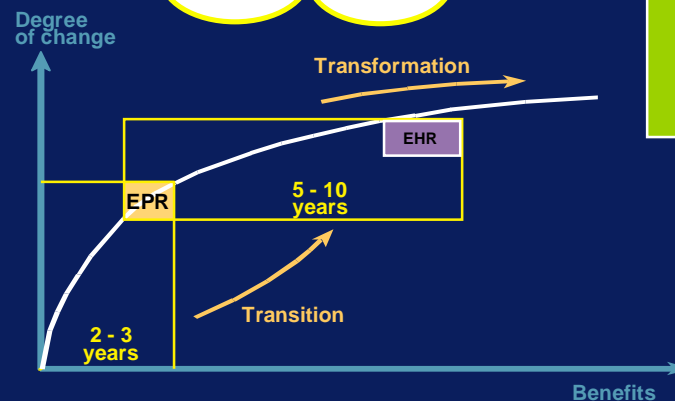 Degree
of change
Transformation
EHR
EPR
5 - 10
years
Transition
2 - 3
years
Benefits